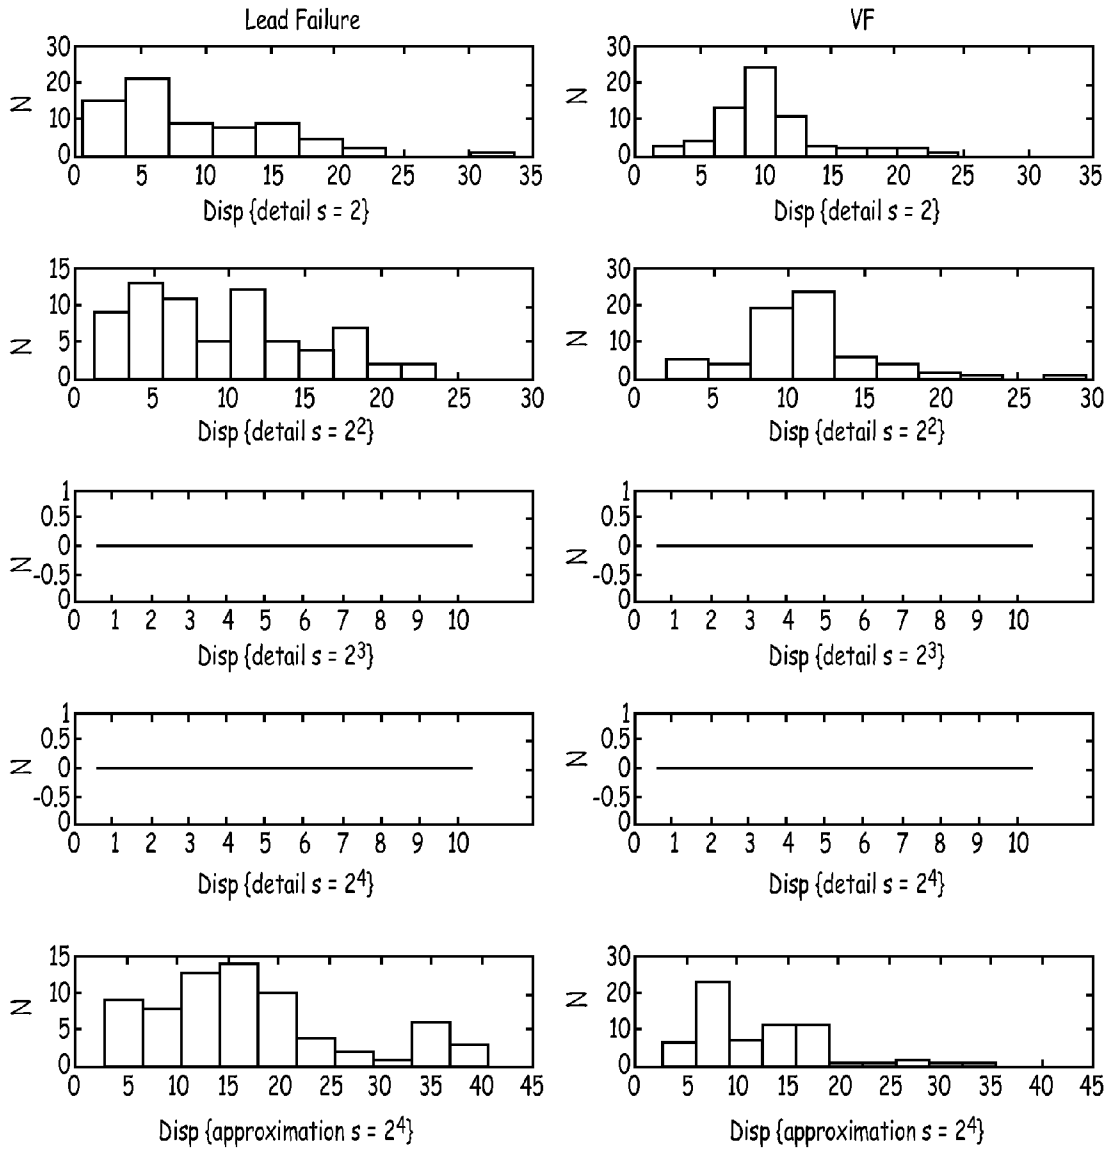 Lead Failure
VF
30
20
10
0
N
0 5 10 15 20 25 30 35
Disp {detail s = 2}
30
20
10
0
N
0 5 10 15 20 25 30 35
Disp {detail s = 2}
15
10
5
0
N
0 5 10 15 20 25 30
Disp {detail s = 2²}
30
20
10
0
N
0 5 10 15 20 25 30
Disp {detail s = 2²}
1
0.5
0
-0.5
0
N
0 1 2 3 4 5 6 7 8 9 10
Disp {detail s = 2³}
1
0.5
0
-0.5
0
N
0 1 2 3 4 5 6 7 8 9 10
Disp {detail s = 2³}
1
0.5
0
-0.5
0
N
0 1 2 3 4 5 6 7 8 9 10
Disp {detail s = 2⁴}
1
0.5
0
-0.5
0
N
0 1 2 3 4 5 6 7 8 9 10
Disp {detail s = 2⁴}
15
10
5
0
N
0 5 10 15 20 25 30 35 40 45
Disp {approximation s = 2⁴}
30
20
10
0
N
0 5 10 15 20 25 30 35 40 45
Disp {approximation s = 2⁴}